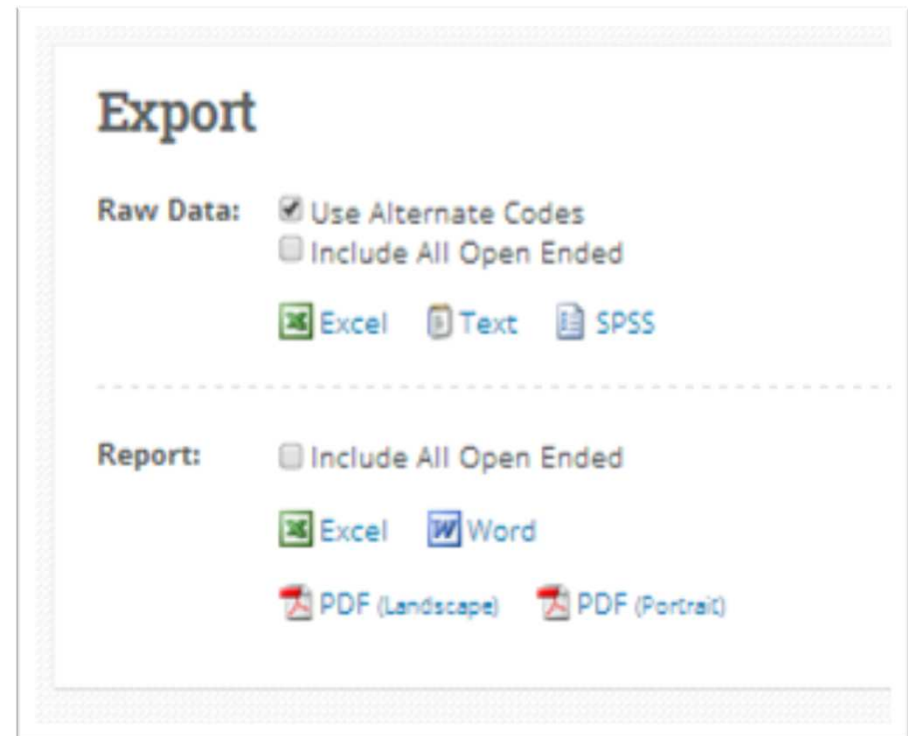 Export
Raw Data: Use Alternate Codes
Include All Open Ended
Excel Text SPSS
Report: Include All Open Ended
Excel Word
PDF (Landscape) PDF (Portrait)